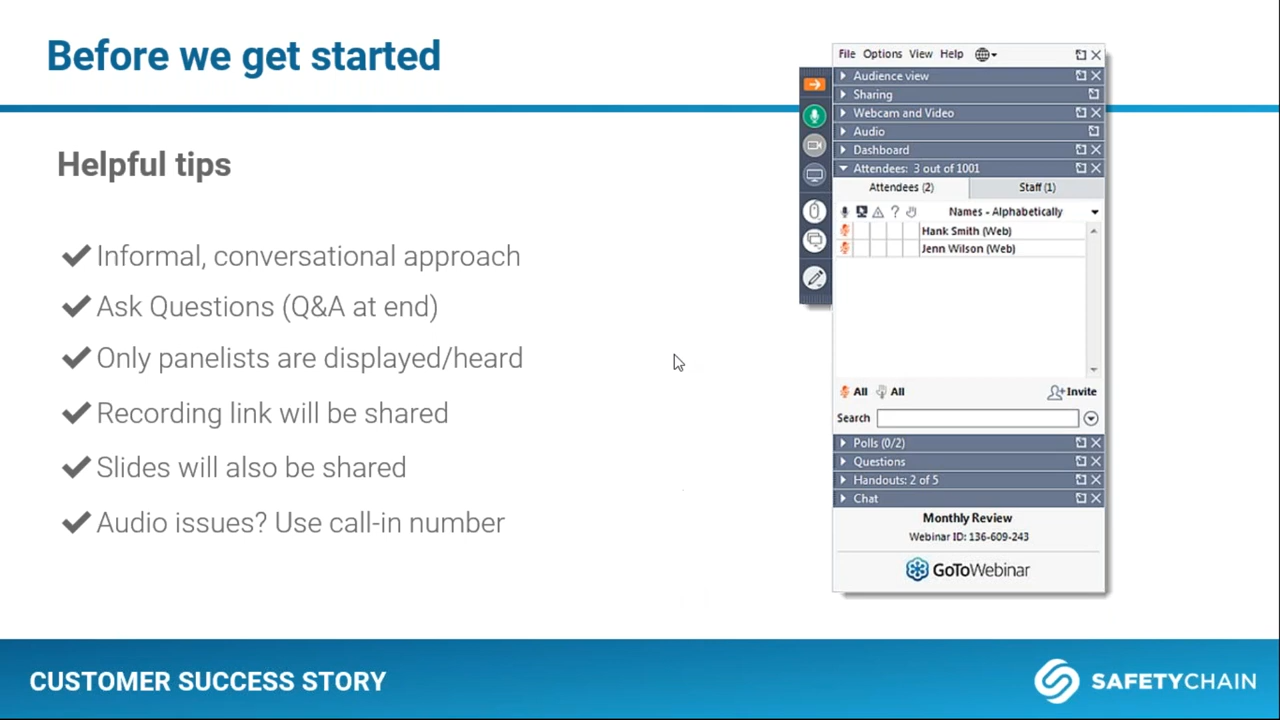 Before we get started
Helpful tips
Informal, conversational approach
Ask Questions (Q&A at end)
Only panelists are displayed/heard
Recording link will be shared
Slides will also be shared
Audio issues? Use call-in number
File Options View Help
Audience view
Sharing
Webcam and Video
Audio
Dashboard
Attendees: 3 out of 1001
Attendees (2) Staff (1)
? Names - Alphabetically
Hank Smith (Web)
Jenn Wilson (Web)
All All Invite
Search
Polls (0/2)
Questions
Handouts: 2 of 5
Chat
Monthly Review
Webinar ID: 136-609-243
GoToWebinar
CUSTOMER SUCCESS STORY
SAFETYCHAIN